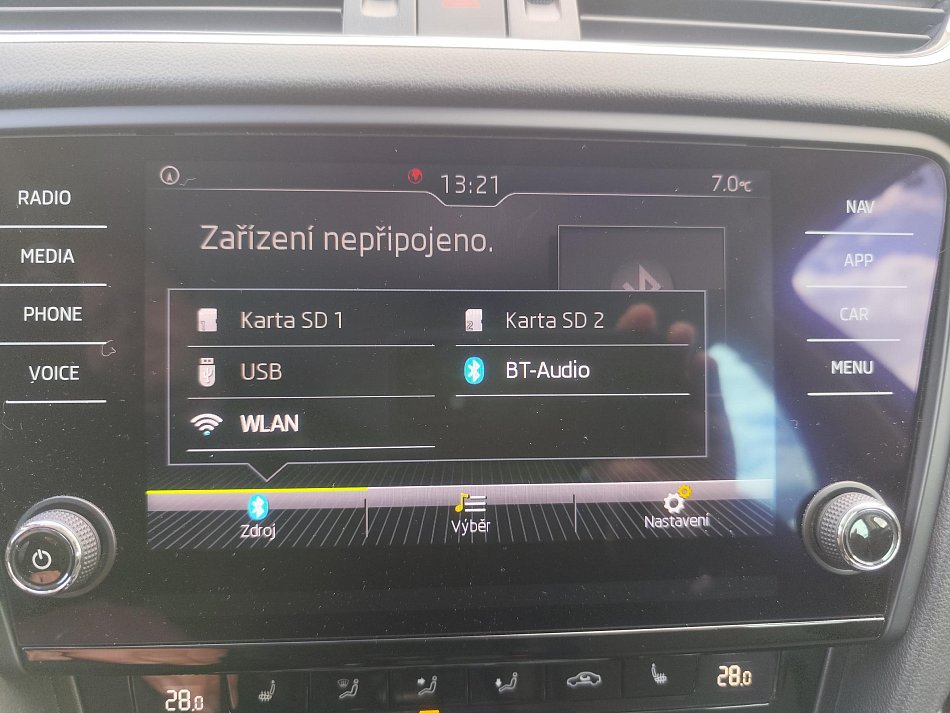 RADIO
MEDIA
PHONE
VOICE
13:21
7.0°C
Zařízení nepřipojeno.
Karta SD 1
Karta SD 2
USB
BT-Audio
WLAN
Zdroj
Výběr
Nastavení
NAV
APP
CAR
MENU
28.0
28.0